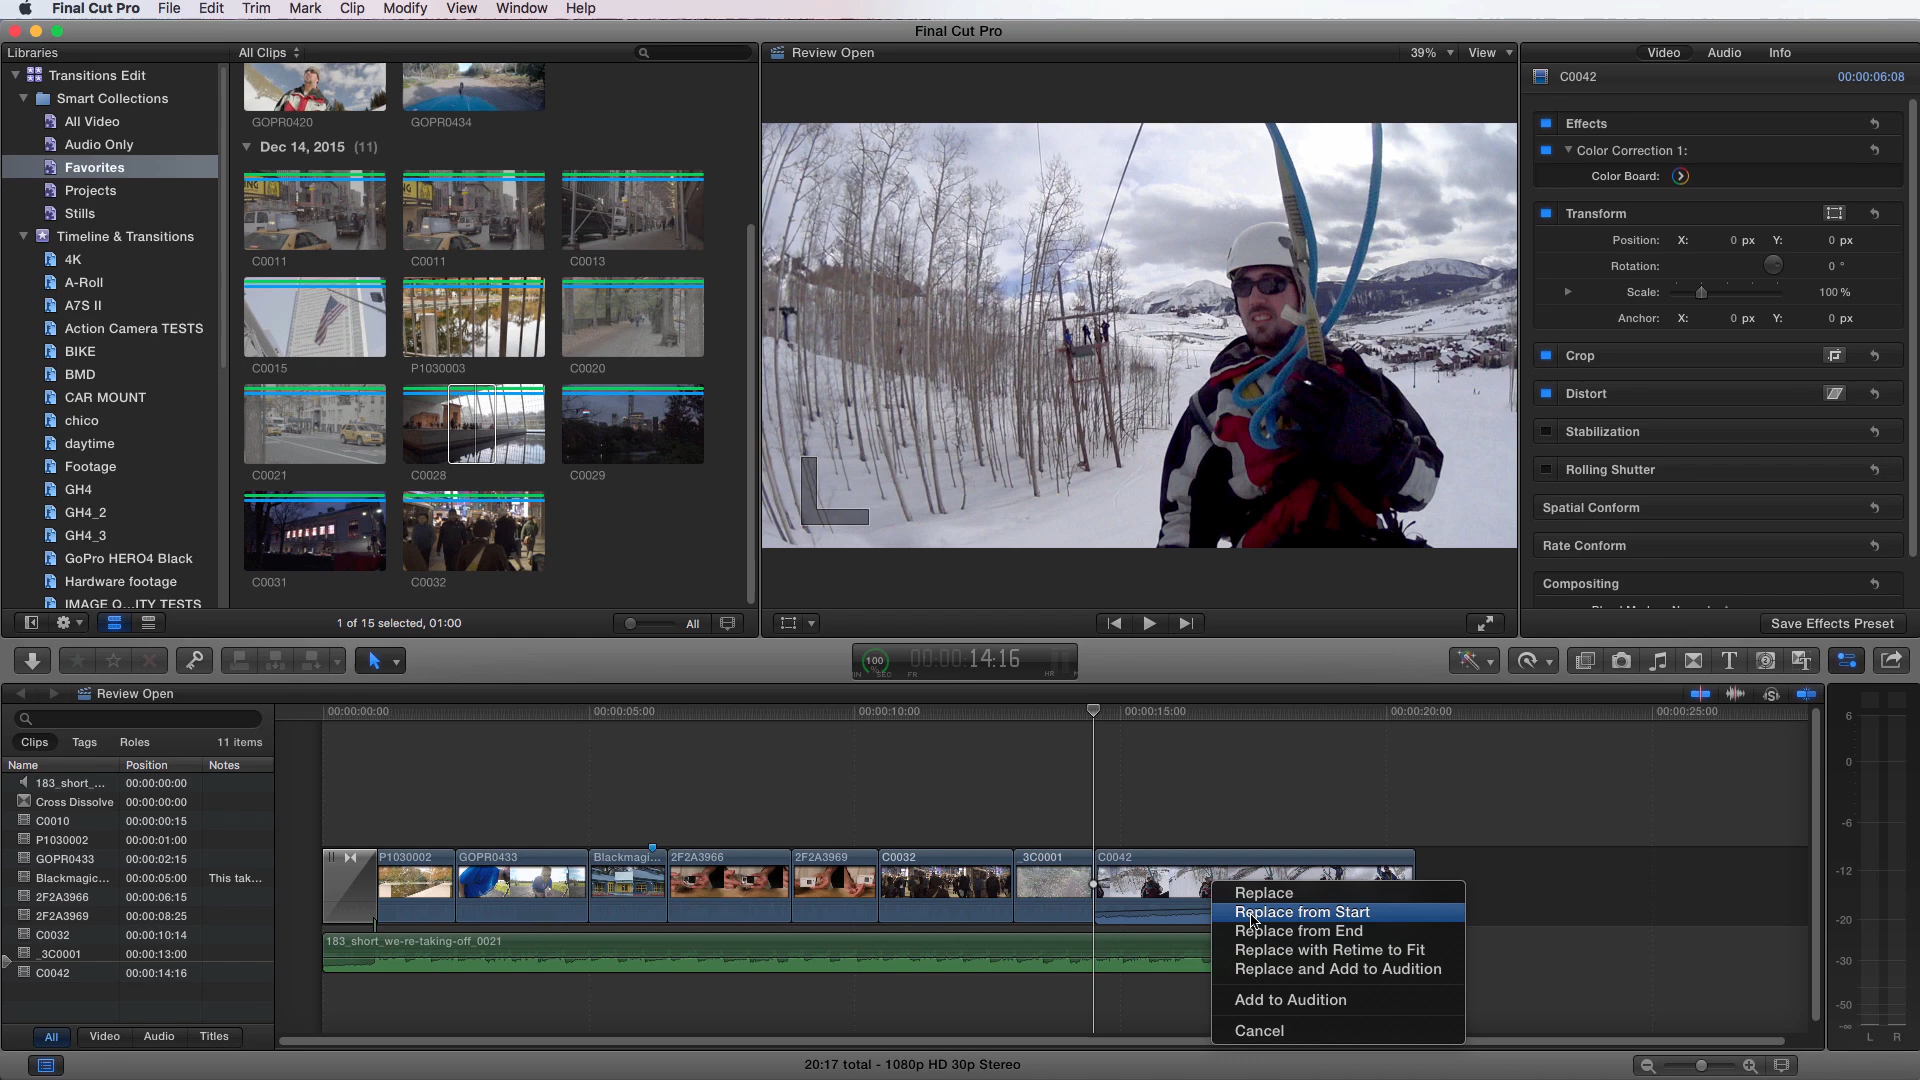 Final Cut Pro File Edit Trim Mark Clip Modify View Window Help
Final Cut Pro
Libraries
All Clips
Review Open
39% View
Video Audio Info
Transitions Edit
Smart Collections
All Video
Audio Only
Favorites
Projects
Stills
Timeline & Transitions
4K
A-Roll
A7S II
Action Camera TESTS
BIKE
BMD
CAR MOUNT
chico
daytime
Footage
GH4
GH4_2
GH4_3
GoPro HERO4 Black
Hardware footage
IMAGE Q...ITY TESTS
GOPR0420 GOPR0434
Dec 14, 2015 (11)
C0011 C0011 C0013
C0015 P1030003 C0020
C0021 C0028 C0029
C0031 C0032
1 of 15 selected, 01:00
All
C0042 00:00:06:08
Effects
Color Correction 1:
Color Board:
Transform
Position: X: 0 px Y: 0 px
Rotation: 0 °
Scale: 100 %
Anchor: X: 0 px Y: 0 px
Crop
Distort
Stabilization
Rolling Shutter
Spatial Conform
Rate Conform
Compositing
Save Effects Preset
100 % 00:00:14:16
IN SEC FR HR
Review Open
Clips Tags Roles 11 items
Name Position Notes
183_short_... 00:00:00:00
Cross Dissolve 00:00:00:00
C0010 00:00:00:15
P1030002 00:00:01:00
GOPR0433 00:00:02:15
Blackmagic... 00:00:05:00 This tak...
2F2A3966 00:00:06:15
2F2A3969 00:00:08:25
C0032 00:00:10:14
_3C0001 00:00:13:00
C0042 00:00:14:16
All Video Audio Titles
00:00:00:00 00:00:05:00 00:00:10:00 00:00:15:00 00:00:20:00 00:00:25:00
P1030002 GOPR0433 Blackmagi... 2F2A3966 2F2A3969 C0032 _3C0001 C0042
183_short_we-re-taking-off_0021
Replace
Replace from Start
Replace from End
Replace with Retime to Fit
Replace and Add to Audition
Add to Audition
Cancel
6
0
-6
-12
-20
-30
-50
-∞
L R
20:17 total - 1080p HD 30p Stereo